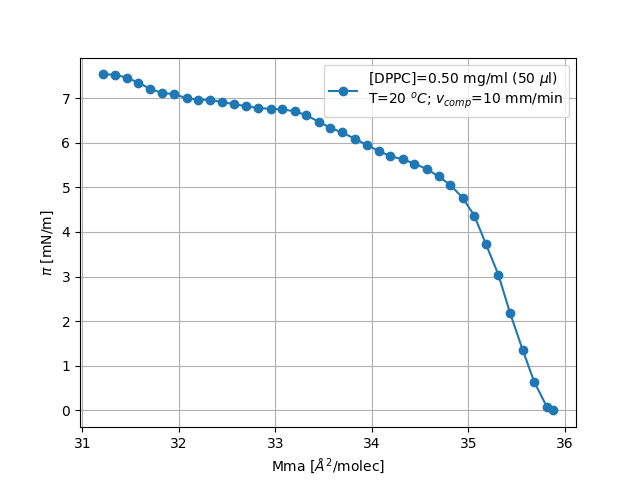 [DPPC]=0.50 mg/ml (50 μl)
T=20 °C; v_comp=10 mm/min
7
6
5
4
3
2
1
0
π [mN/m]
31 32 33 34 35 36
Mma [Å²/molec]